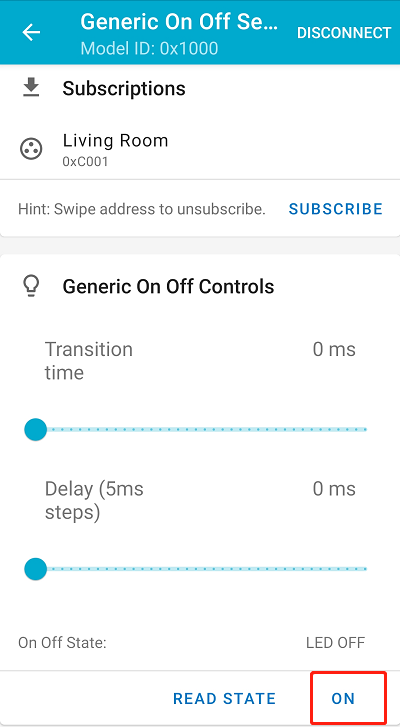 Generic On Off Se...
DISCONNECT
Model ID: 0x1000
Subscriptions
Living Room
0xC001
Hint: Swipe address to unsubscribe.
SUBSCRIBE
Generic On Off Controls
Transition
time
0 ms
Delay (5ms
steps)
0 ms
On Off State:
LED OFF
READ STATE
ON